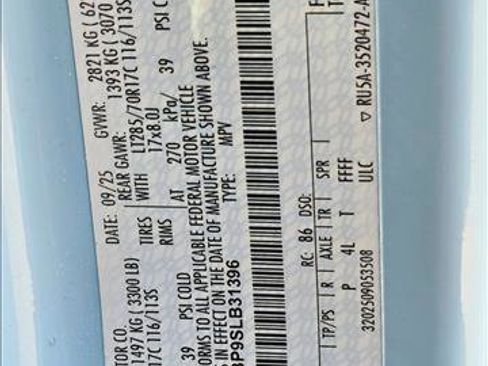 TOR CO.
DATE: 09/25
GVWR: 2821 KG ( 62
1497 KG ( 3300 LB)
REAR GAWR:
1393 KG ( 3070
17C 116/113S
TIRES WITH LT285/70R17C 116/113S
RIMS 17x8.0J
39 PSI COLD
AT 270 kPa/ 39 PSI C
ORMS TO ALL APPLICABLE FEDERAL MOTOR VEHICLE
S IN EFFECT ON THE DATE OF MANUFACTURE SHOWN ABOVE.
BP9SLB31396
TYPE: MPV
RC: 86 DSO:
TP/PS R AXLE TR SPR
P 4L T FFFF
3202509053508 ULC
▽ RU5A-3520472-A